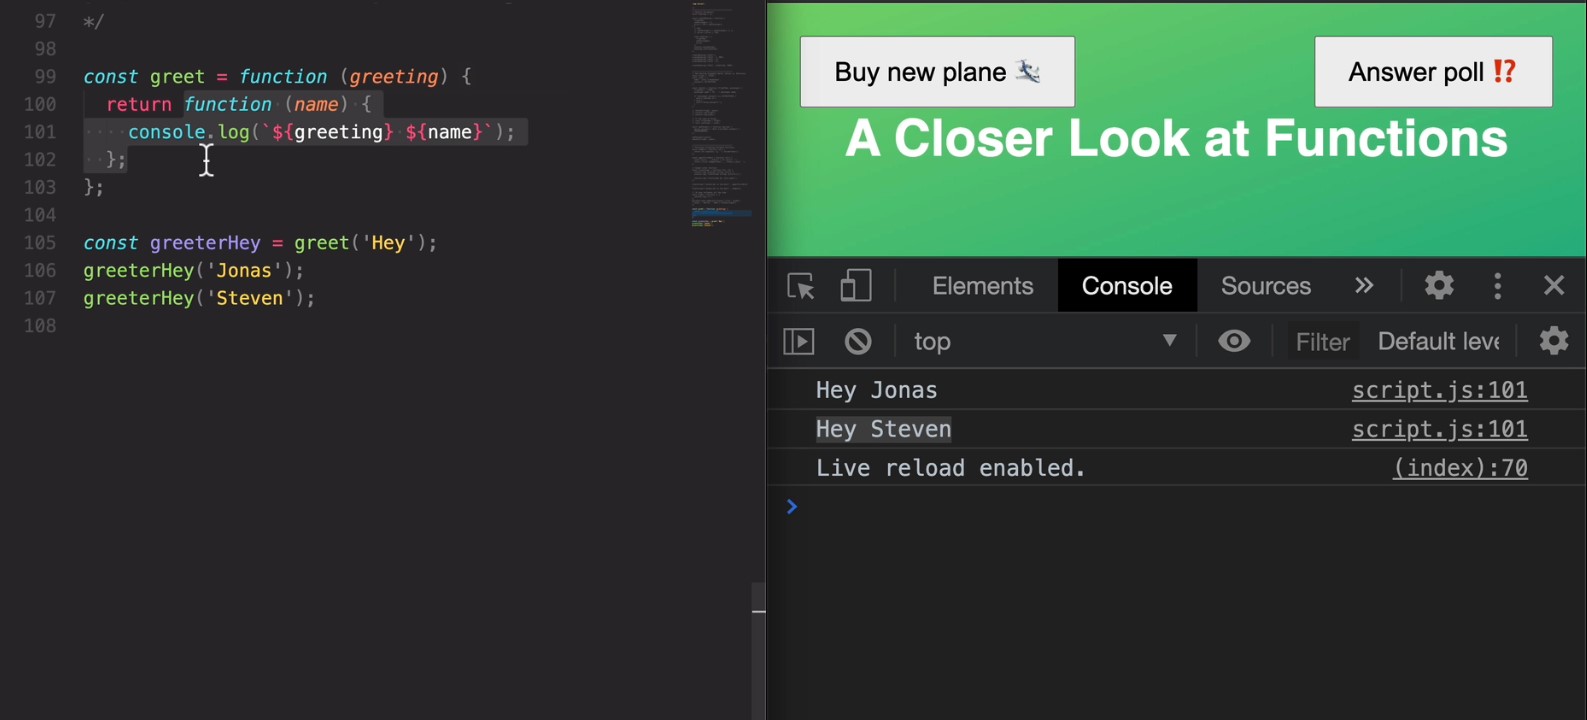 97 */
98
99 const greet = function (greeting) {
100 return function (name) {
101 console.log(`${greeting} ${name}`);
102 };
103 };
104
105 const greeterHey = greet('Hey');
106 greeterHey('Jonas');
107 greeterHey('Steven');
108
Buy new plane 🛩
Answer poll ⁉️
A Closer Look at Functions
Elements Console Sources »
top ▼ Filter Default leve
Hey Jonas script.js:101
Hey Steven script.js:101
Live reload enabled. (index):70